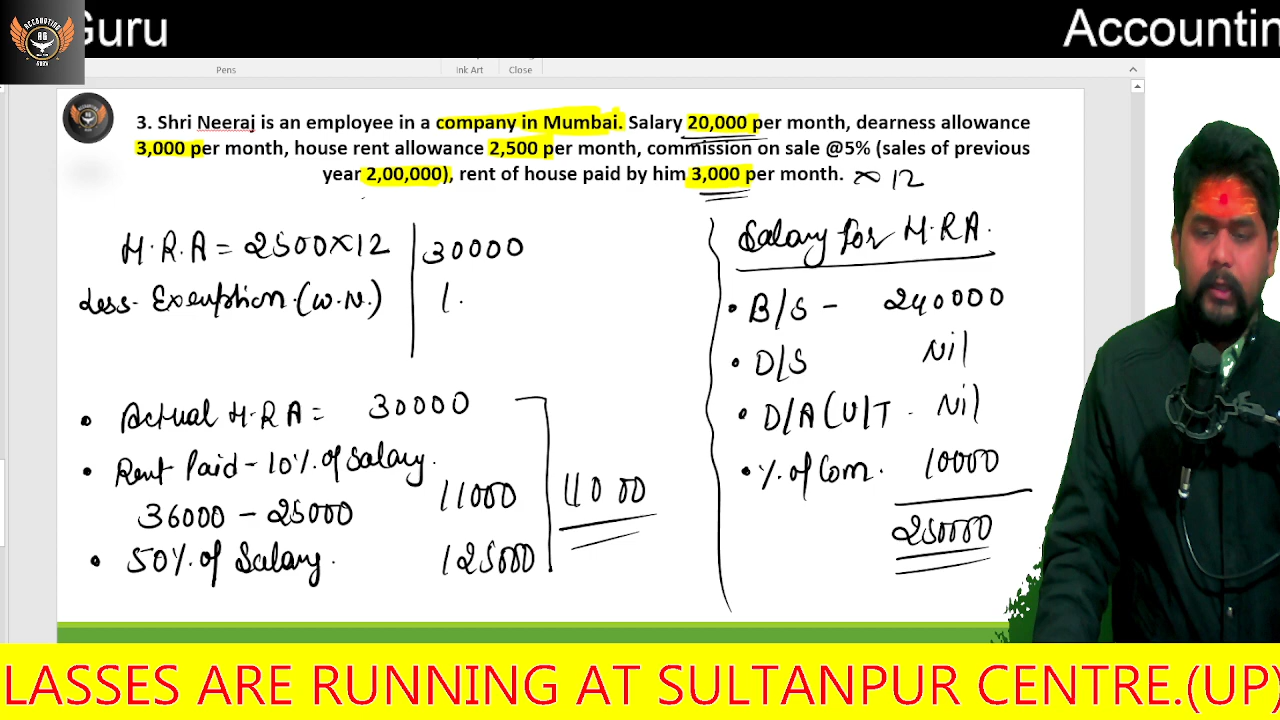 Guru
Accountin
ACCOUNTING
AG
GURU
Pens
Ink Art
Close
3. Shri Neeraj is an employee in a company in Mumbai. Salary 20,000 per month, dearness allowance
3,000 per month, house rent allowance 2,500 per month, commission on sale @5% (sales of previous
year 2,00,000), rent of house paid by him 3,000 per month. × 12
H.R.A = 2500×12 | 30000
Less- Exemption (W.N.) | (.
• Actual H.R.A = 30000
• Rent Paid - 10% of Salary.
36000 - 25000 11000
11000
• 50% of Salary. 125000
Salary for H.R.A.
• B/S - 240000
• D/S Nil
• D/A (U/T - Nil
• % of Com. 10000
250000
LASSES ARE RUNNING AT SULTANPUR CENTRE.(UP)